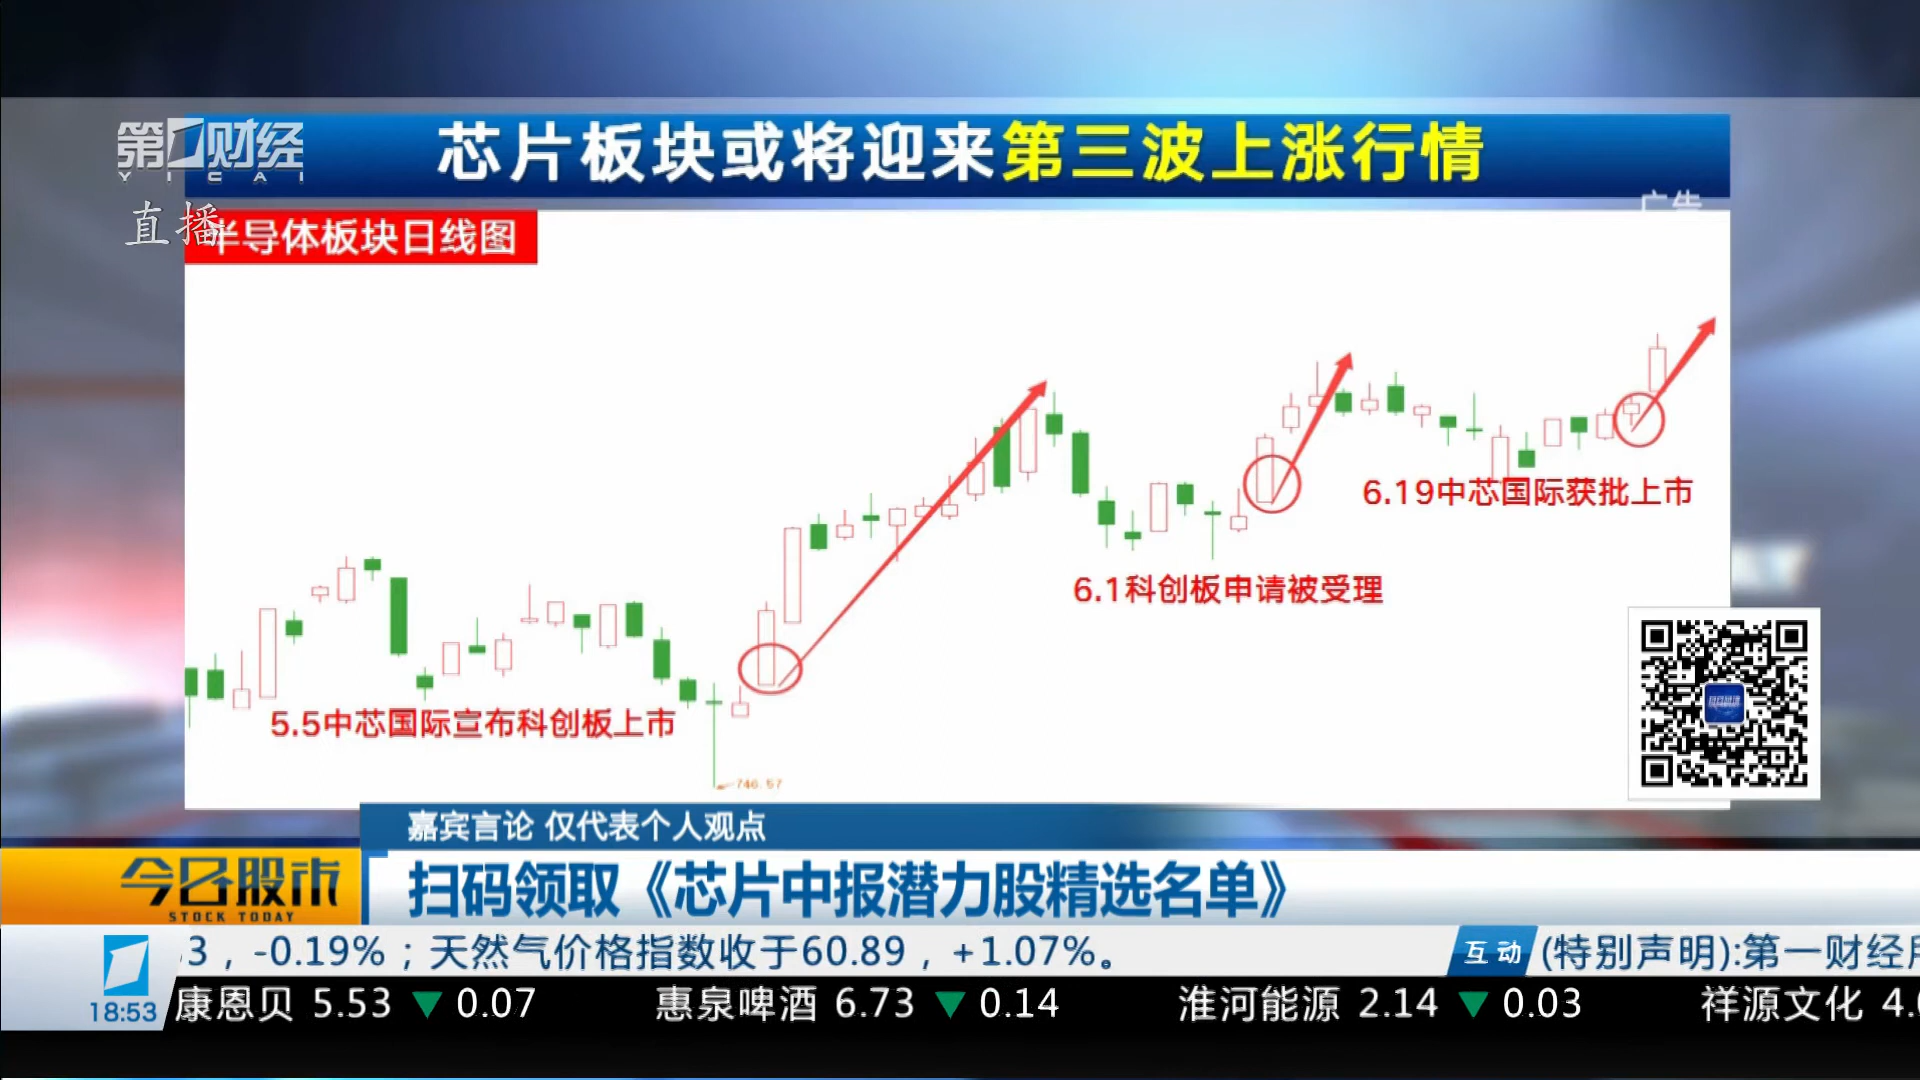 第一财经
YICAI
直播
芯片板块或将迎来第三波上涨行情
广告
半导体板块日线图
6.19中芯国际获批上市
6.1科创板申请被受理
5.5中芯国际宣布科创板上市
746.57
嘉宾言论 仅代表个人观点
今日股市
STOCK TODAY
扫码领取《芯片中报潜力股精选名单》
3，-0.19%；天然气价格指数收于60.89，+1.07%。
互动
(特别声明):第一财经
18:53
康恩贝 5.53 ▼ 0.07 惠泉啤酒 6.73 ▼ 0.14 淮河能源 2.14 ▼ 0.03 祥源文化 4.